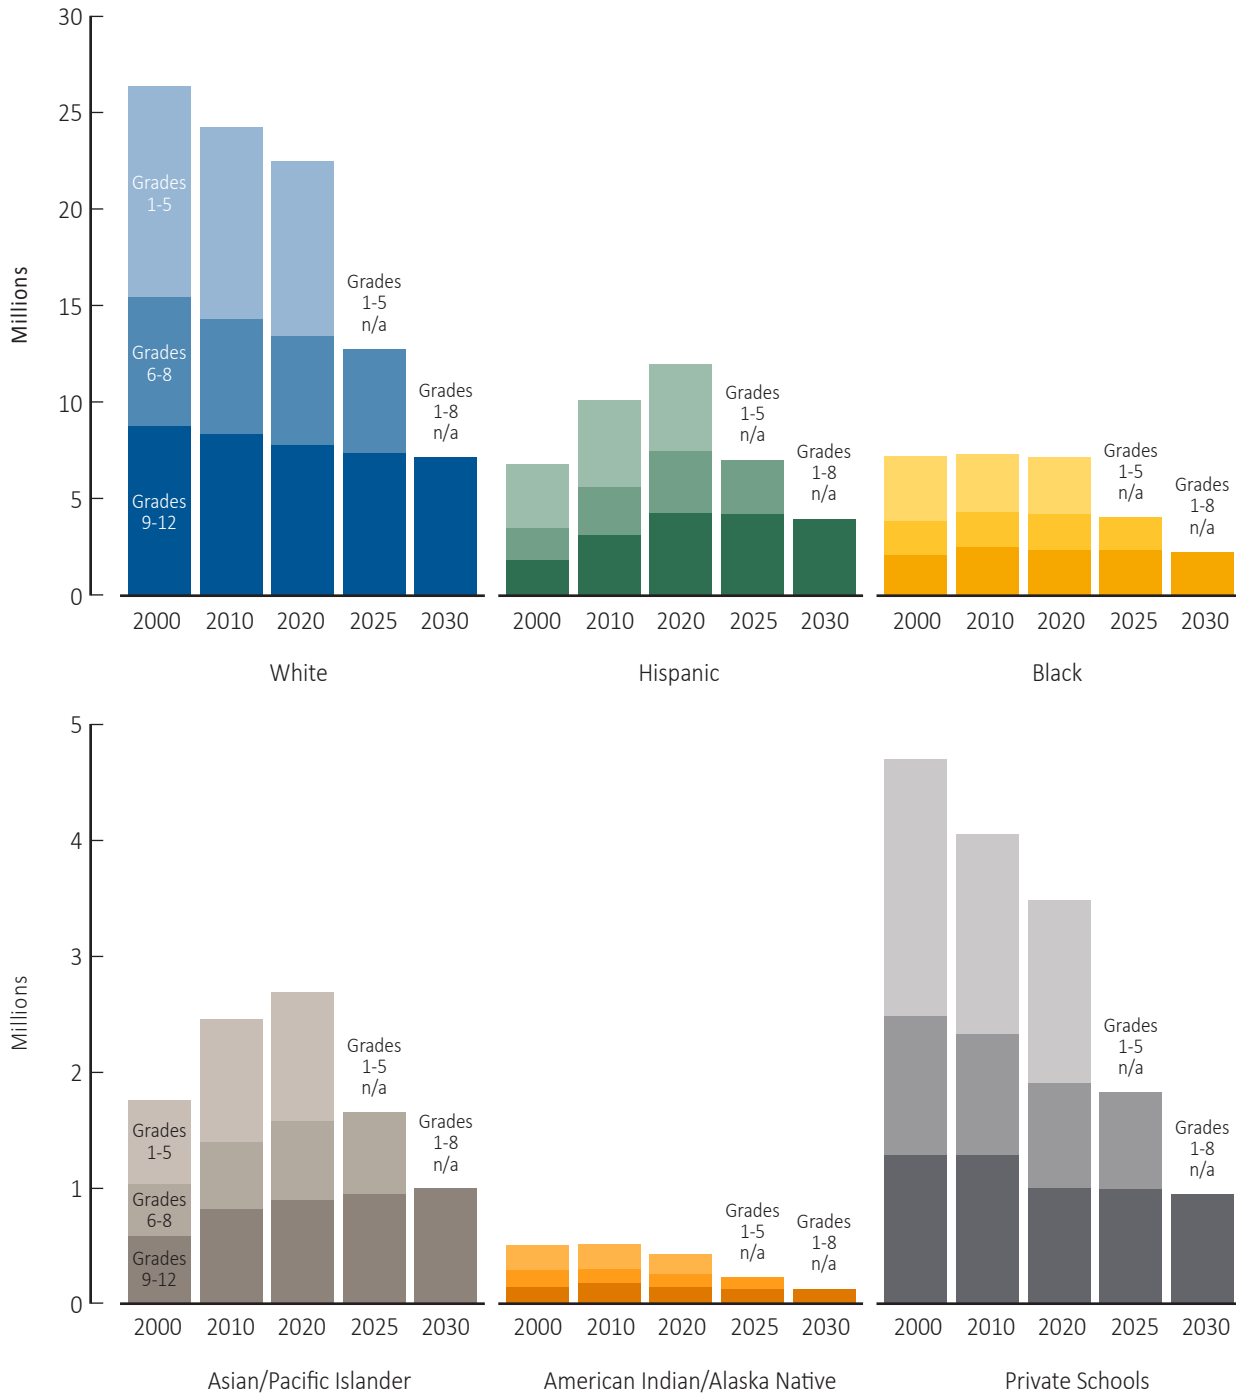 30
25
20
15
10
5
0
Millions
Grades
1-5
Grades
6-8
Grades
9-12
Grades
1-5
n/a
Grades
1-8
n/a
2000 2010 2020 2025 2030
White
Grades
1-5
n/a
Grades
1-8
n/a
2000 2010 2020 2025 2030
Hispanic
Grades
1-5
n/a
Grades
1-8
n/a
2000 2010 2020 2025 2030
Black
5
4
3
2
1
0
Millions
Grades
1-5
Grades
6-8
Grades
9-12
Grades
1-5
n/a
Grades
1-8
n/a
2000 2010 2020 2025 2030
Asian/Pacific Islander
Grades
1-5
n/a
Grades
1-8
n/a
2000 2010 2020 2025 2030
American Indian/Alaska Native
Grades
1-5
n/a
Grades
1-8
n/a
2000 2010 2020 2025 2030
Private Schools